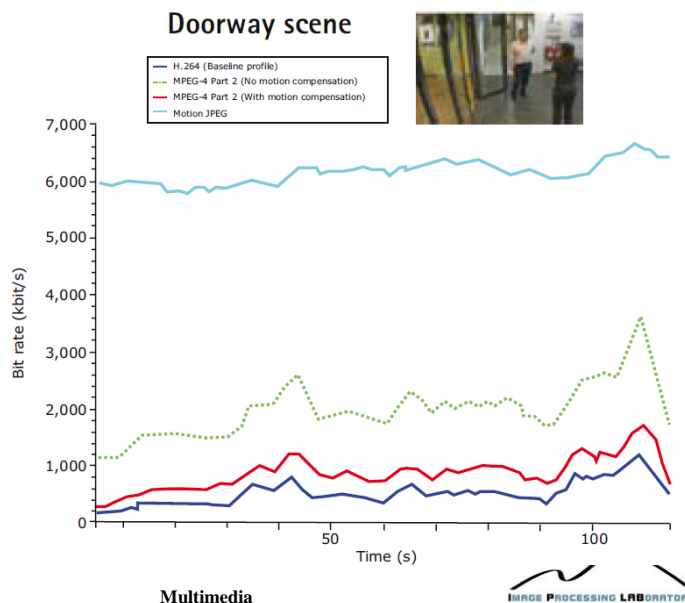 Doorway scene
H.264 (Baseline profile)
MPEG-4 Part 2 (No motion compensation)
MPEG-4 Part 2 (With motion compensation)
Motion JPEG
7,000
6,000
5,000
4,000
3,000
2,000
1,000
0
Bit rate (kbit/s)
50
100
Time (s)
Multimedia
IMAGE PROCESSING LABORATOR